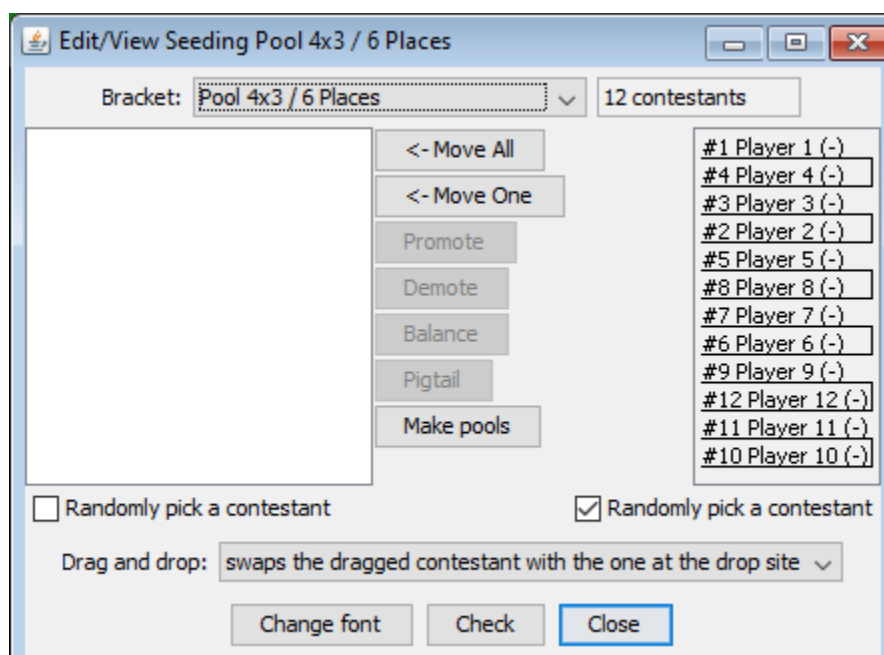 Edit/View Seeding Pool 4x3 / 6 Places
Bracket: Pool 4x3 / 6 Places 12 contestants
<- Move All
<- Move One
Promote
Demote
Balance
Pigtail
Make pools
#1 Player 1 (-)
#4 Player 4 (-)
#3 Player 3 (-)
#2 Player 2 (-)
#5 Player 5 (-)
#8 Player 8 (-)
#7 Player 7 (-)
#6 Player 6 (-)
#9 Player 9 (-)
#12 Player 12 (-)
#11 Player 11 (-)
#10 Player 10 (-)
Randomly pick a contestant Randomly pick a contestant
Drag and drop: swaps the dragged contestant with the one at the drop site
Change font Check Close